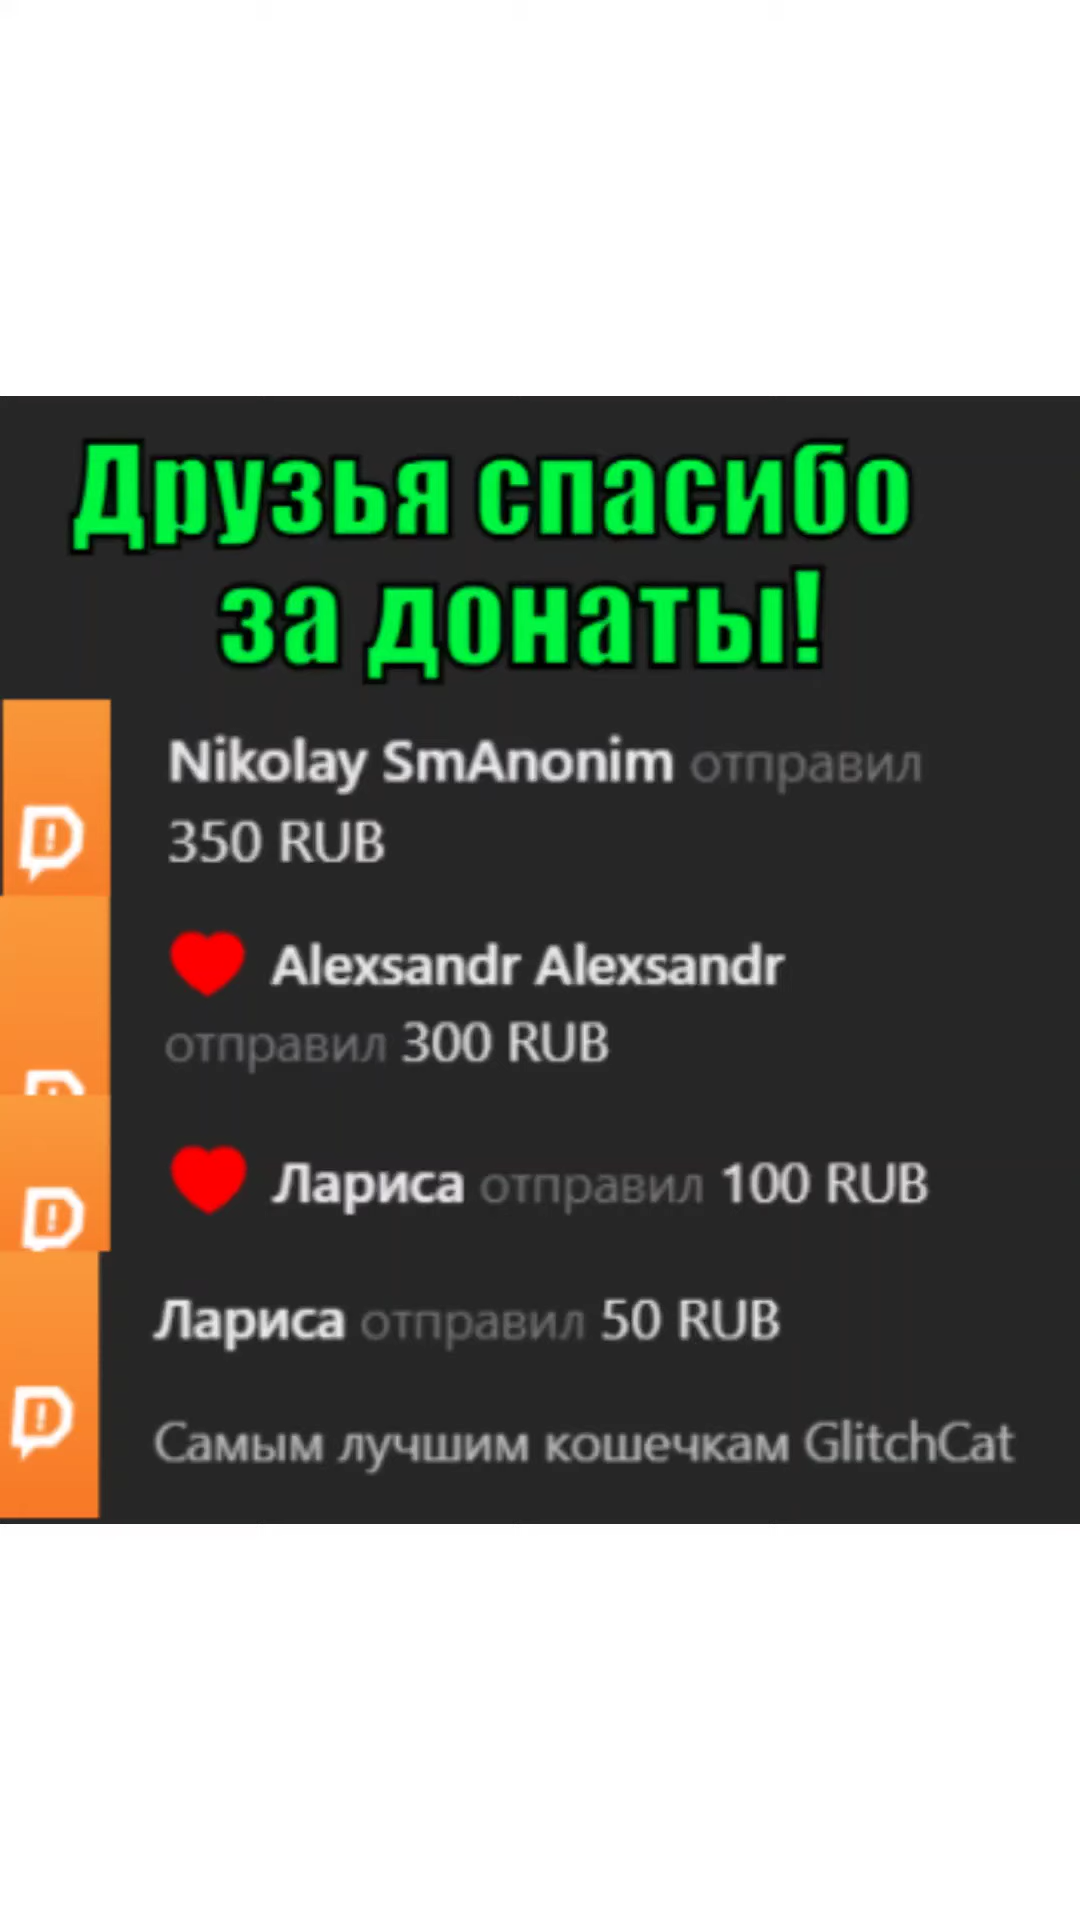 Друзья спасибо
за донаты!
Nikolay SmAnonim отправил
350 RUB
Alexsandr Alexsandr
отправил 300 RUB
Лариса отправил 100 RUB
Лариса отправил 50 RUB
Самым лучшим кошечкам GlitchCat